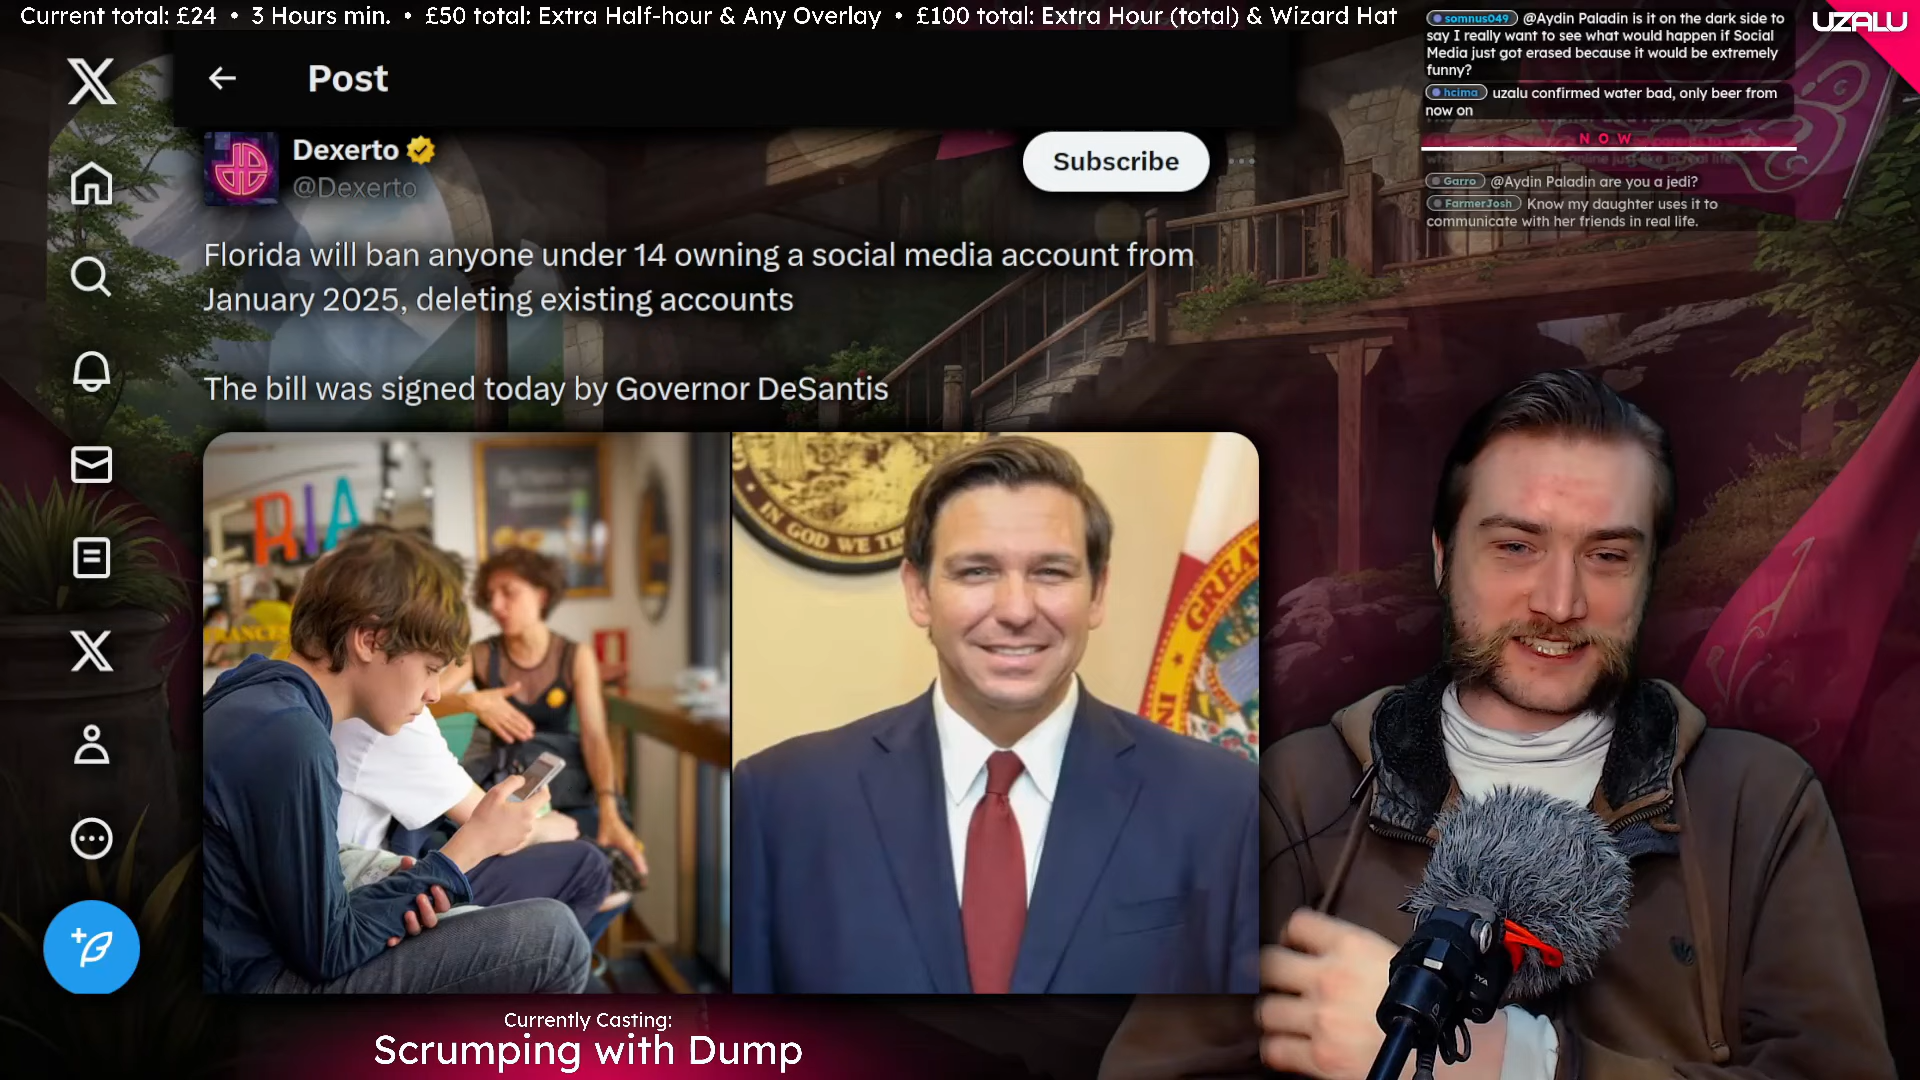 Current total: £24 • 3 Hours min. • £50 total: Extra Half-hour & Any Overlay • £100 total: Extra Hour (total) & Wizard Hat
somnus049 @Aydin Paladin is it on the dark side to
say I really want to see what would happen if Social
Media just got erased because it would be extremely
funny?
hcima uzalu confirmed water bad, only beer from
now on
NOW
Garro @Aydin Paladin are you a jedi?
FarmerJosh Know my daughter uses it to
communicate with her friends in real life.
UZALU
Post
Dexerto
@Dexerto
Subscribe
Florida will ban anyone under 14 owning a social media account from
January 2025, deleting existing accounts
The bill was signed today by Governor DeSantis
RIA
IN GOD WE TR
GREA
Currently Casting:
Scrumping with Dump